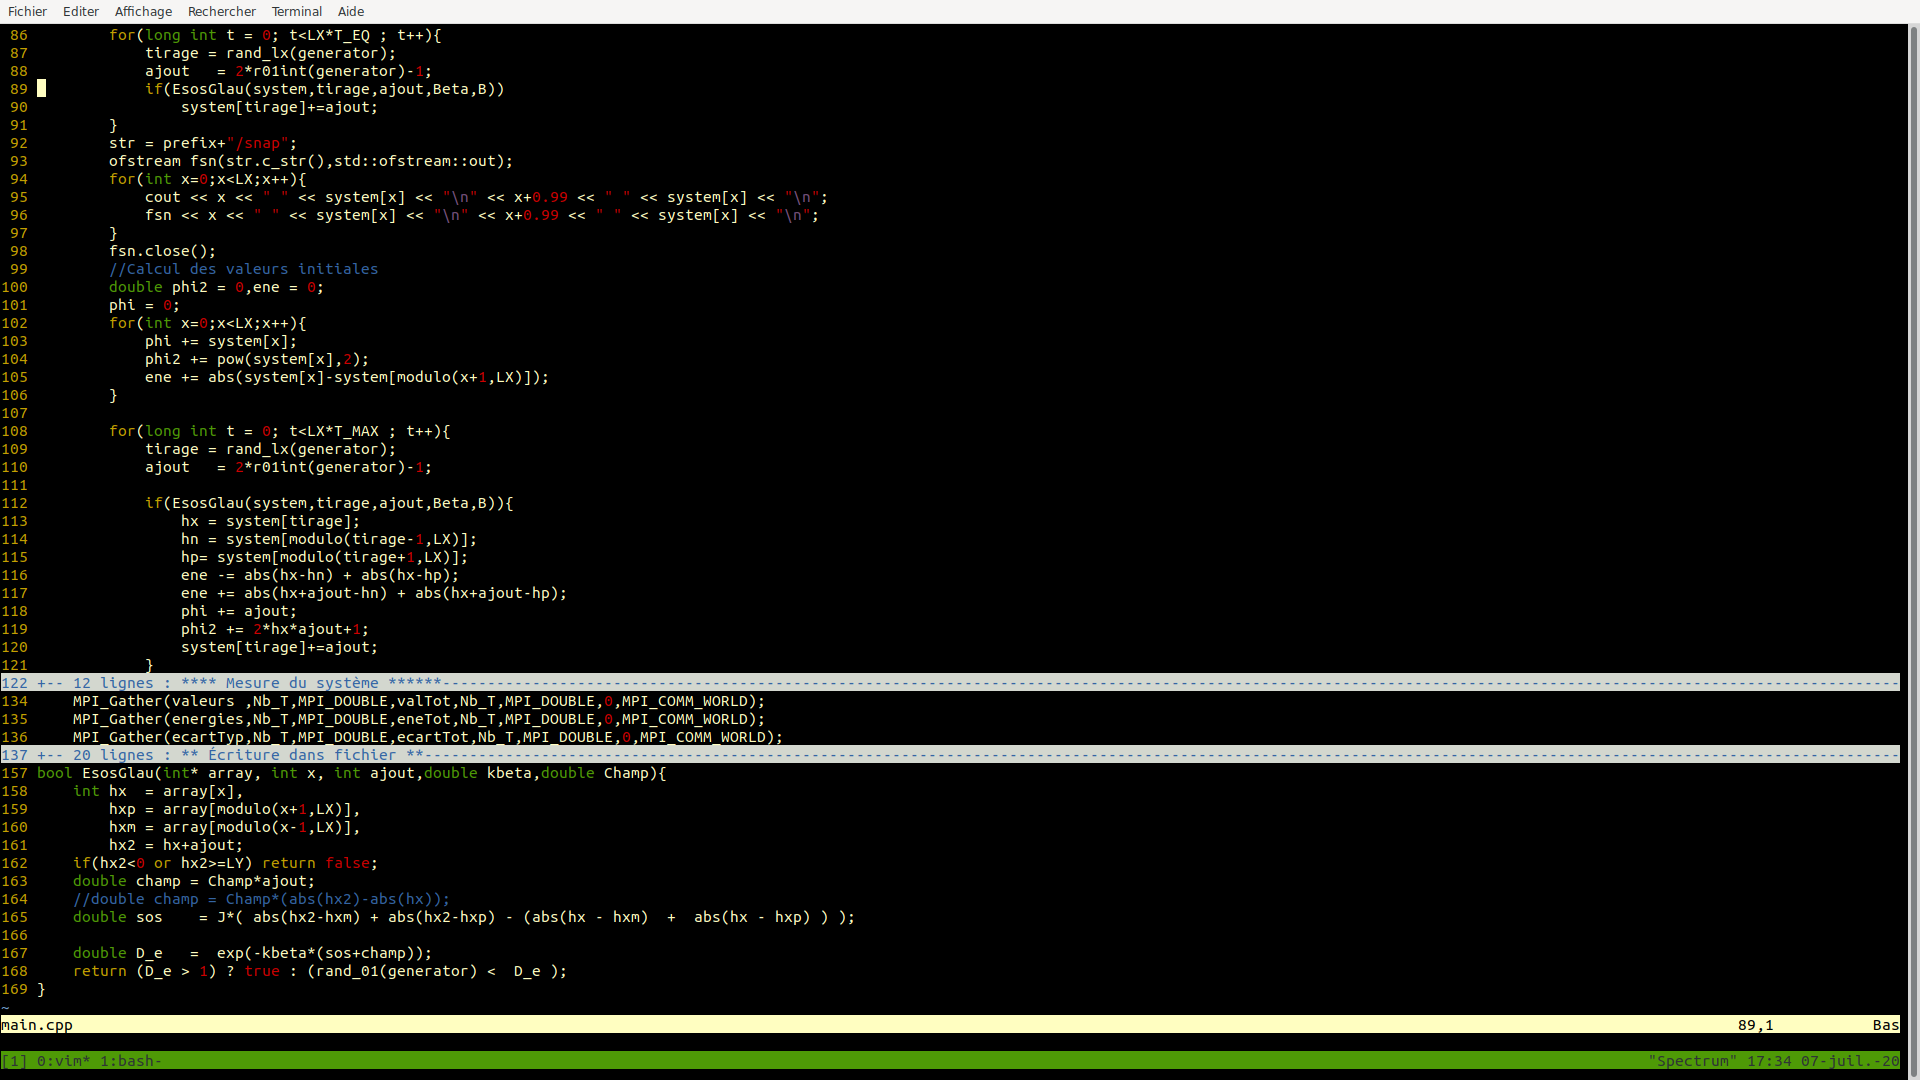 Fichier Editer Affichage Rechercher Terminal Aide
86         for(long int t = 0; t<LX*T_EQ ; t++){
87             tirage = rand_lx(generator);
88             ajout   = 2*r01int(generator)-1;
89             if(EsosGlau(system,tirage,ajout,Beta,B))
90                 system[tirage]+=ajout;
91         }
92         str = prefix+"/snap";
93         ofstream fsn(str.c_str(),std::ofstream::out);
94         for(int x=0;x<LX;x++){
95             cout << x << " " << system[x] << "\n" << x+0.99 << " " << system[x] << "\n";
96             fsn << x << " " << system[x] << "\n" << x+0.99 << " " << system[x] << "\n";
97         }
98         fsn.close();
99         //Calcul des valeurs initiales
100         double phi2 = 0,ene = 0;
101         phi = 0;
102         for(int x=0;x<LX;x++){
103             phi += system[x];
104             phi2 += pow(system[x],2);
105             ene += abs(system[x]-system[modulo(x+1,LX)]);
106         }
107
108         for(long int t = 0; t<LX*T_MAX ; t++){
109             tirage = rand_lx(generator);
110             ajout   = 2*r01int(generator)-1;
111
112             if(EsosGlau(system,tirage,ajout,Beta,B)){
113                 hx = system[tirage];
114                 hn = system[modulo(tirage-1,LX)];
115                 hp= system[modulo(tirage+1,LX)];
116                 ene -= abs(hx-hn) + abs(hx-hp);
117                 ene += abs(hx+ajout-hn) + abs(hx+ajout-hp);
118                 phi += ajout;
119                 phi2 += 2*hx*ajout+1;
120                 system[tirage]+=ajout;
121             }
122 +-- 12 lignes : **** Mesure du système ******-----------------------------------------------------------------
134     MPI_Gather(valeurs ,Nb_T,MPI_DOUBLE,valTot,Nb_T,MPI_DOUBLE,0,MPI_COMM_WORLD);
135     MPI_Gather(energies,Nb_T,MPI_DOUBLE,eneTot,Nb_T,MPI_DOUBLE,0,MPI_COMM_WORLD);
136     MPI_Gather(ecartTyp,Nb_T,MPI_DOUBLE,ecartTot,Nb_T,MPI_DOUBLE,0,MPI_COMM_WORLD);
137 +-- 20 lignes : ** Écriture dans fichier **-----------------------------------------------------------------
157 bool EsosGlau(int* array, int x, int ajout,double kbeta,double Champ){
158     int hx  = array[x],
159         hxp = array[modulo(x+1,LX)],
160         hxm = array[modulo(x-1,LX)],
161         hx2 = hx+ajout;
162     if(hx2<0 or hx2>=LY) return false;
163     double champ = Champ*ajout;
164     //double champ = Champ*(abs(hx2)-abs(hx));
165     double sos    = J*( abs(hx2-hxm) + abs(hx2-hxp) - (abs(hx - hxm)  +  abs(hx - hxp) ) );
166
167     double D_e   =  exp(-kbeta*(sos+champ));
168     return (D_e > 1) ? true : (rand_01(generator) <  D_e );
169 }
~
main.cpp 89,1 Bas
[1] 0:vim* 1:bash- "Spectrum" 17:34 07-juil.-20